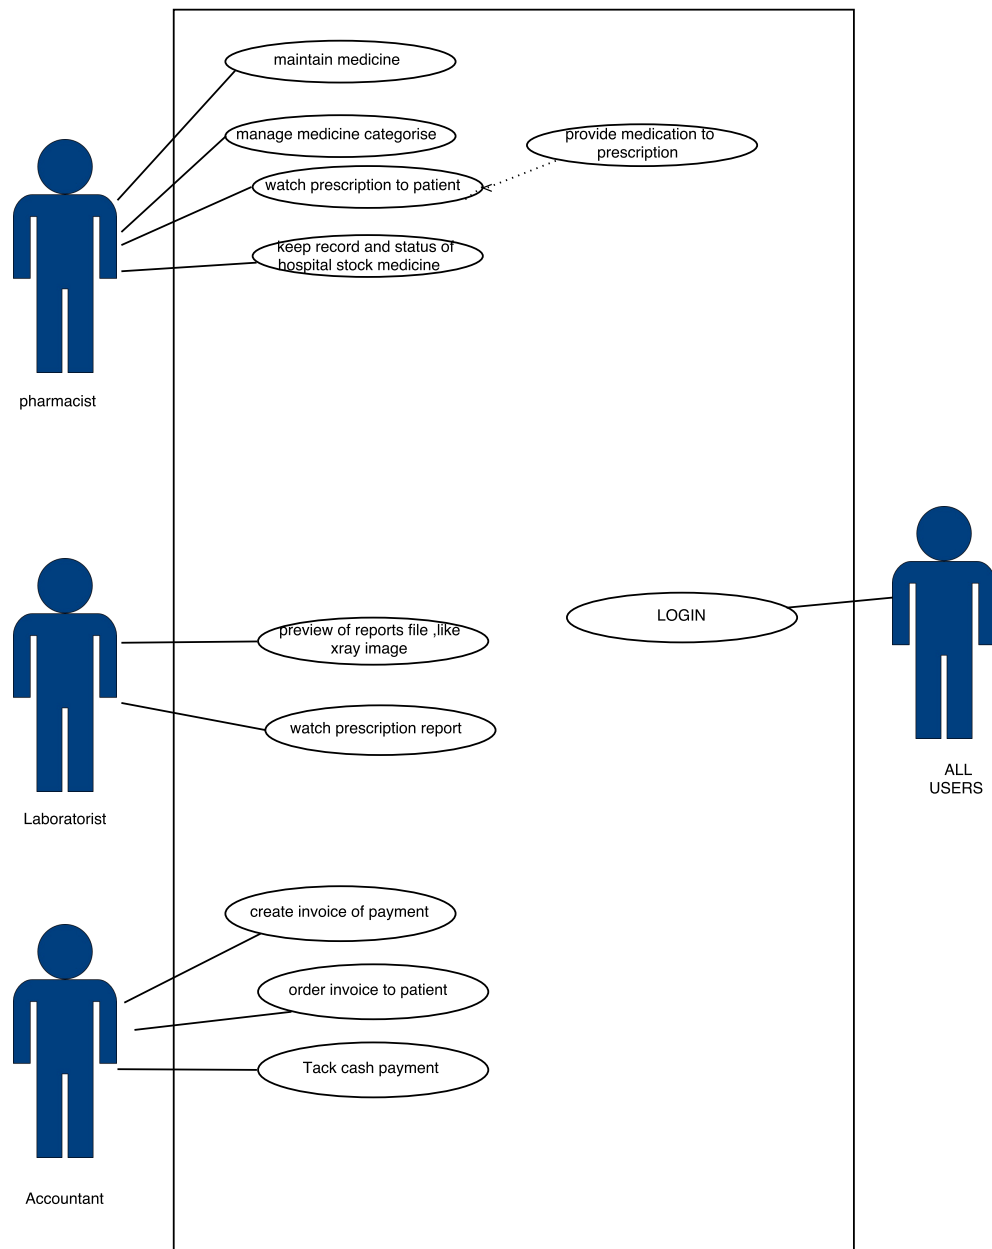 maintain medicine
manage medicine categorise
provide medication to
prescription
watch prescription to patient
keep record and status of
hospital stock medicine
pharmacist
preview of reports file ,like
xray image
LOGIN
watch prescription report
ALL
USERS
Laboratorist
create invoice of payment
order invoice to patient
Tack cash payment
Accountant